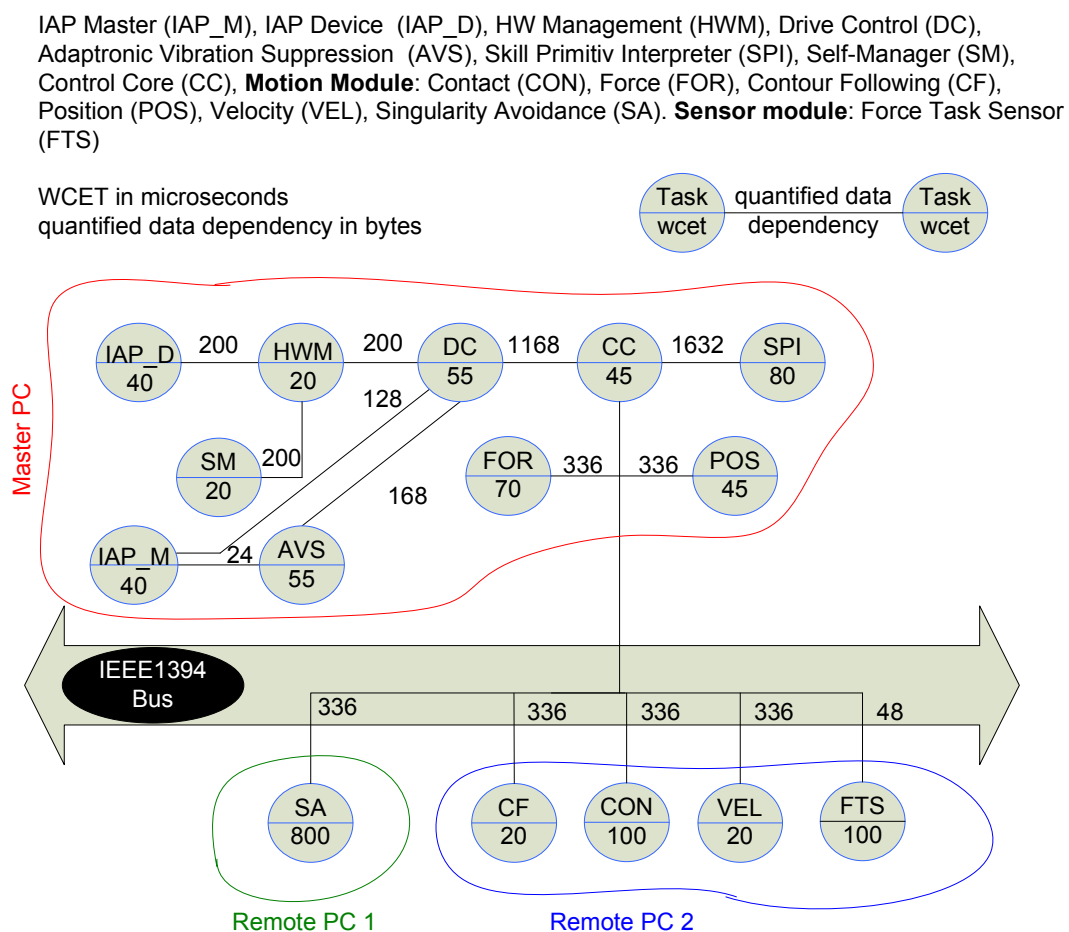 IAP Master (IAP_M), IAP Device (IAP_D), HW Management (HWM), Drive Control (DC),
Adaptronic Vibration Suppression (AVS), Skill Primitiv Interpreter (SPI), Self-Manager (SM),
Control Core (CC), Motion Module: Contact (CON), Force (FOR), Contour Following (CF),
Position (POS), Velocity (VEL), Singularity Avoidance (SA). Sensor module: Force Task Sensor
(FTS)
WCET in microseconds
quantified data dependency in bytes
Task
wcet
quantified data
dependency
Task
wcet
Master PC
IAP_D
40
200
HWM
20
200
DC
55
1168
CC
45
1632
SPI
80
128
SM
20
200
168
FOR
70
336
336
POS
45
IAP_M
40
24
AVS
55
IEEE1394
Bus
336
336
336
336
48
SA
800
CF
20
CON
100
VEL
20
FTS
100
Remote PC 1
Remote PC 2